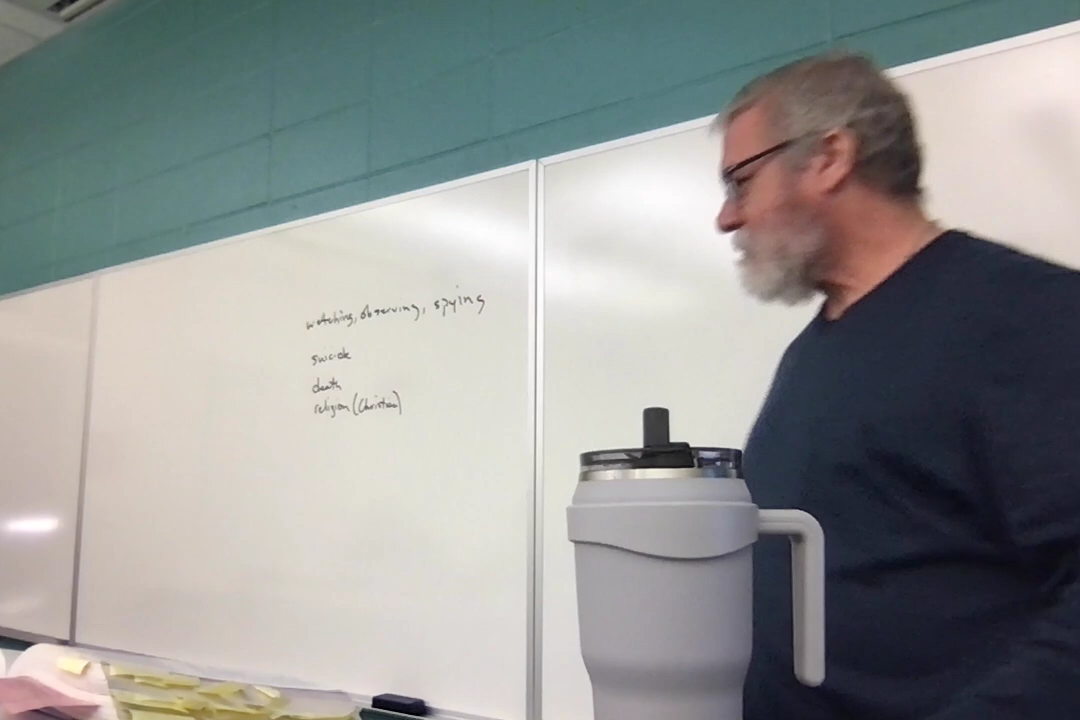 watching, observing, spying
suicide
death
religion (Christian)